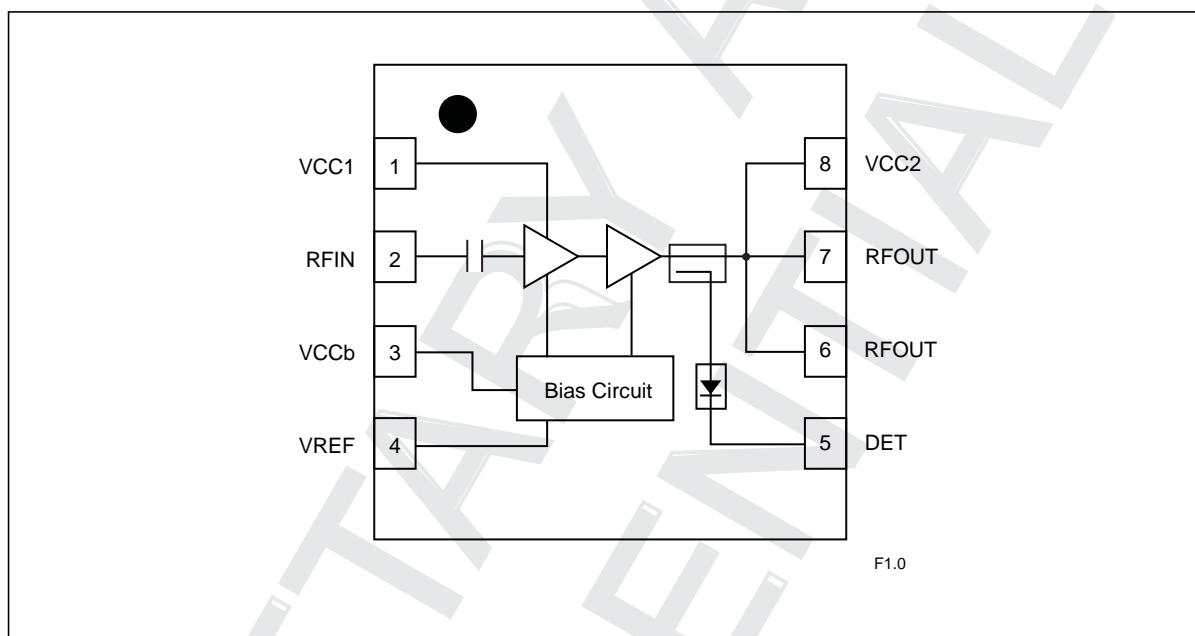 VCC1 1
8 VCC2
RFIN 2
7 RFOUT
VCCb 3
6 RFOUT
Bias Circuit
VREF 4
5 DET
F1.0